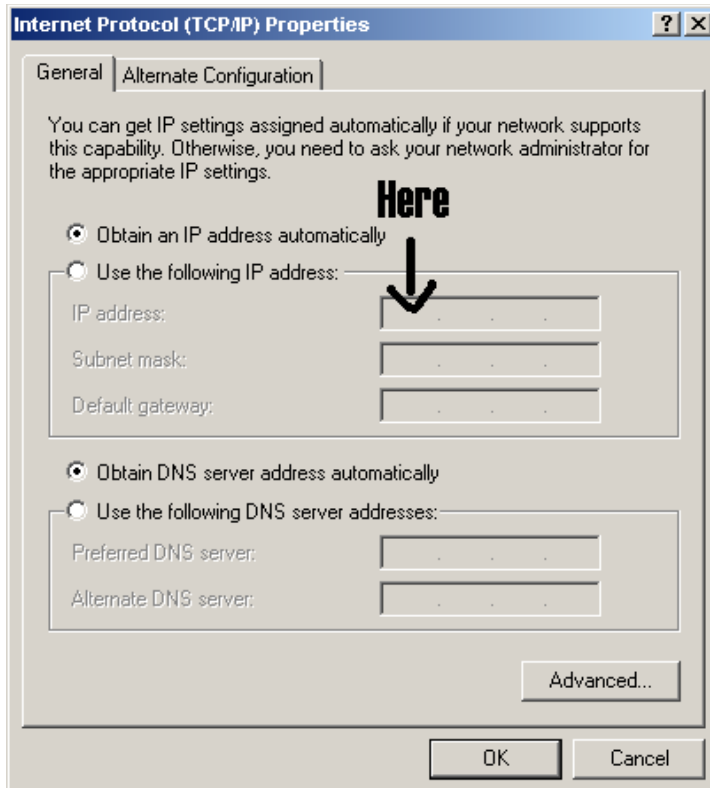 Internet Protocol (TCP/IP) Properties
General
Alternate Configuration
You can get IP settings assigned automatically if your network supports
this capability. Otherwise, you need to ask your network administrator for
the appropriate IP settings.
Here
Obtain an IP address automatically
Use the following IP address:
IP address:
Subnet mask:
Default gateway:
Obtain DNS server address automatically
Use the following DNS server addresses:
Preferred DNS server:
Alternate DNS server:
Advanced...
OK
Cancel